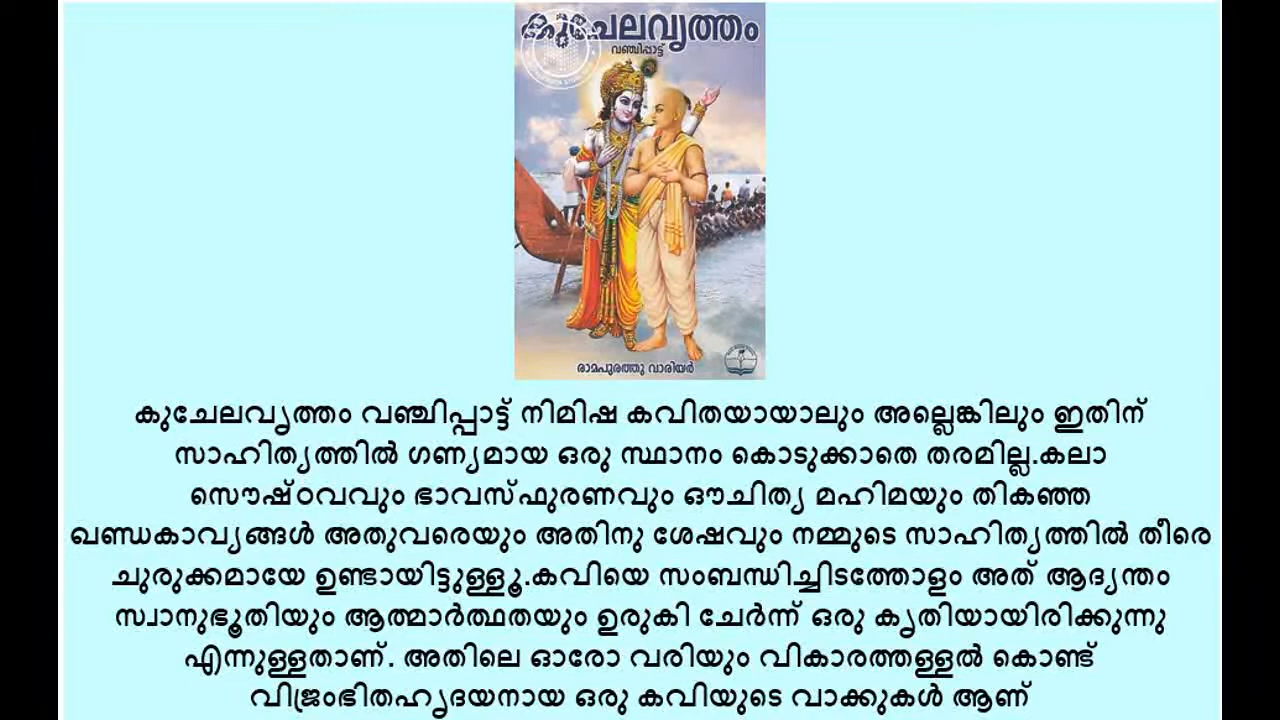 കുചേലവൃത്തം
വഞ്ചിപ്പാട്ട്
രാമപുരത്തു വാരിയർ
കുചേലവൃത്തം വഞ്ചിപ്പാട്ട് നിമിഷ കവിതയായാലും അല്ലെങ്കിലും ഇതിന്
സാഹിത്യത്തിൽ ഗണ്യമായ ഒരു സ്ഥാനം കൊടുക്കാതെ തരമില്ല.കലാ
സൌഷ്ഠവവും ഭാവസ്ഫുരണവും ഔചിത്യ മഹിമയും തികഞ്ഞ
ഖണ്ഡകാവ്യങ്ങൾ അതുവരെയും അതിനു ശേഷവും നമ്മുടെ സാഹിത്യത്തിൽ തീരെ
ചുരുക്കമായേ ഉണ്ടായിട്ടുള്ളൂ.കവിയെ സംബന്ധിച്ചിടത്തോളം അത് ആദ്യന്തം
സ്വാനുഭൂതിയും ആത്മാർത്ഥതയും ഉരുകി ചേർന്ന് ഒരു കൃതിയായിരിക്കുന്നു
എന്നുള്ളതാണ്. അതിലെ ഓരോ വരിയും വികാരത്തള്ളൽ കൊണ്ട്
വിജ്രംഭിതഹൃദയനായ ഒരു കവിയുടെ വാക്കുകൾ ആണ്